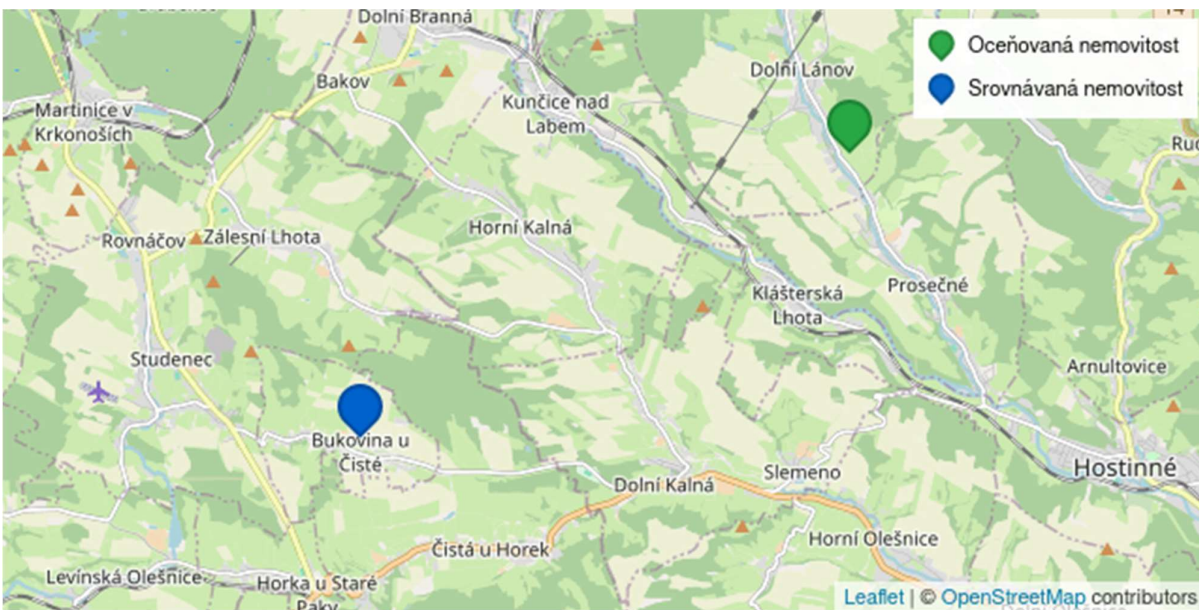 Dolní Branná
14
Oceňovaná nemovitost
Dolní Lánov
Bakov
Srovnávaná nemovitost
Kunčice nad
Labem
Martinice v
Krkonoších
Horní Kalná
Rovnáčov
Zálesní Lhota
Prosečné
Klášterská
Lhota
Studenec
Arnultovice
Bukovina u
Čisté
Hostinné
Slemeno
Dolní Kalná
Horní Olešnice
Čistá u Horek
Levínská Olešnice
Horka u Staré
Paky
Leaflet | © OpenStreetMap contributors